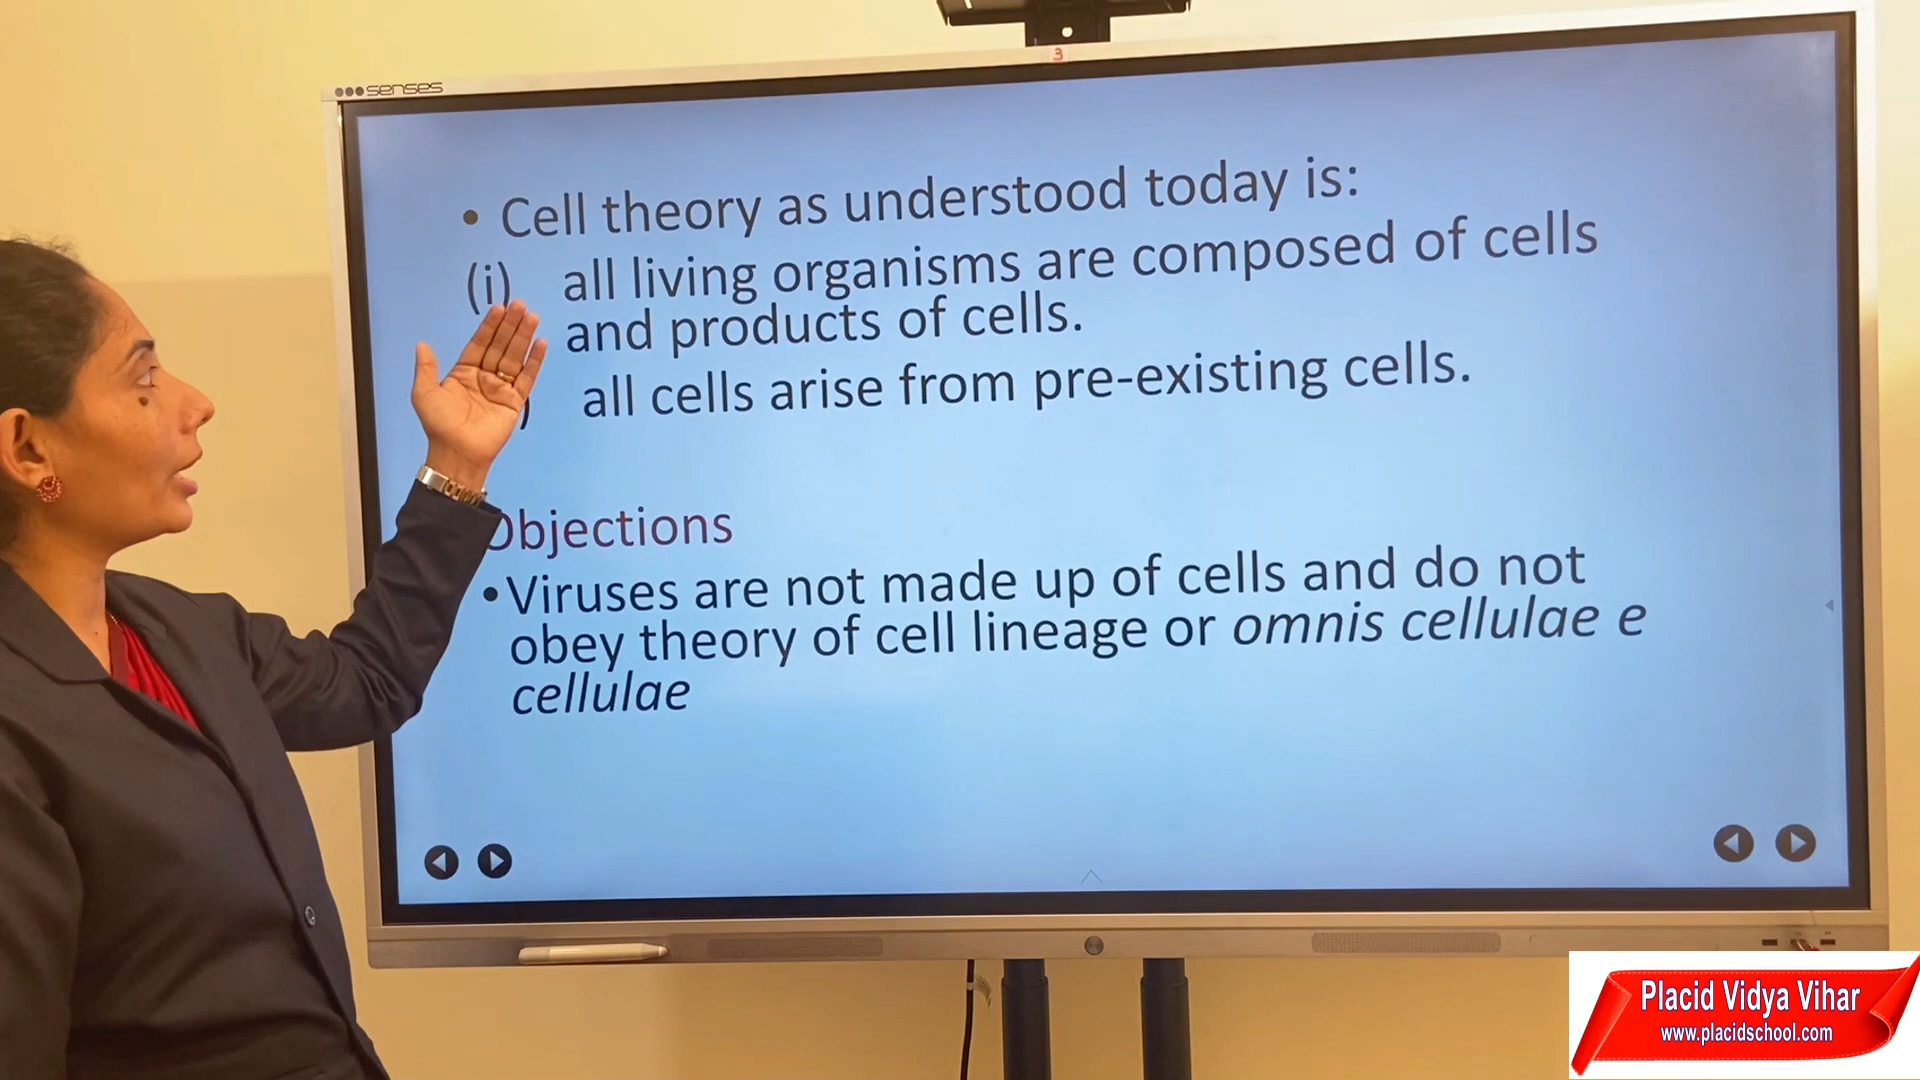 senses
3
• Cell theory as understood today is:
(i) all living organisms are composed of cells
and products of cells.
) all cells arise from pre-existing cells.
Objections
• Viruses are not made up of cells and do not
obey theory of cell lineage or omnis cellulae e
cellulae
Placid Vidya Vihar
www.placidschool.com